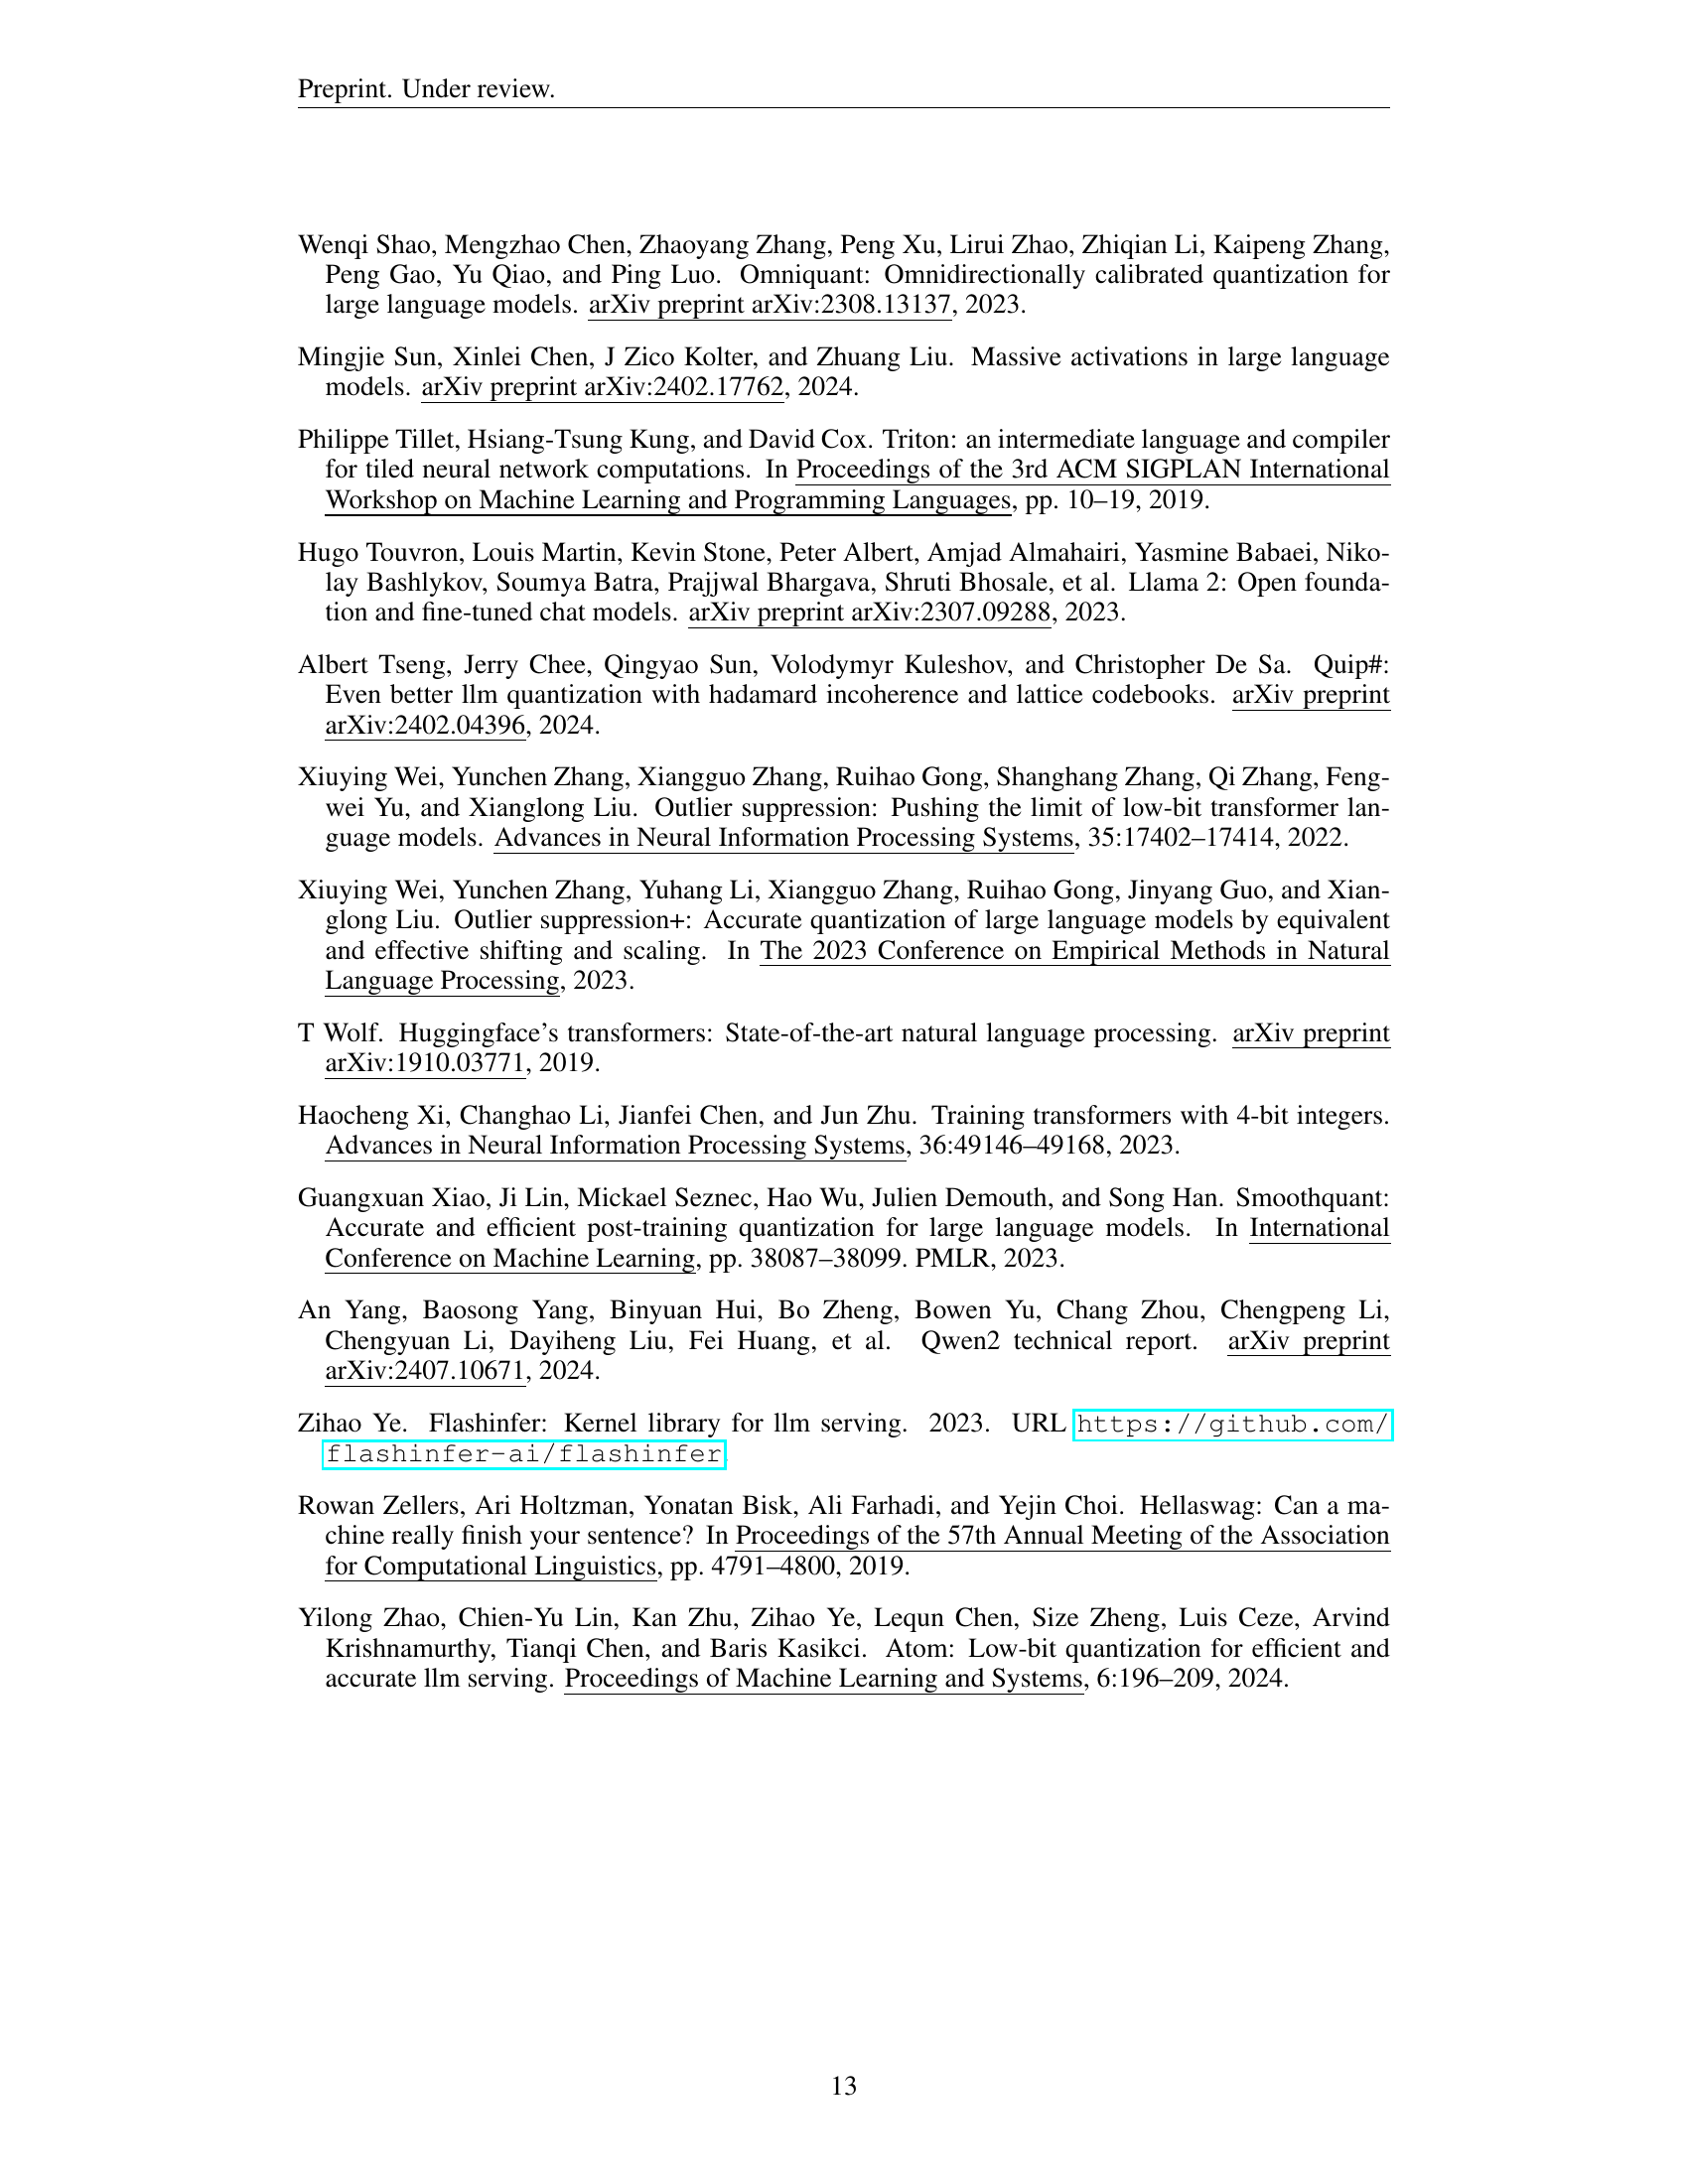 Preprint. Under review.
Wenqi Shao, Mengzhao Chen, Zhaoyang Zhang, Peng Xu, Lirui Zhao, Zhiqian Li, Kaipeng Zhang,
Peng Gao, Yu Qiao, and Ping Luo. Omniquant: Omnidirectionally calibrated quantization for
large language models. arXiv preprint arXiv:2308.13137, 2023.
Mingjie Sun, Xinlei Chen, J Zico Kolter, and Zhuang Liu. Massive activations in large language
models. arXiv preprint arXiv:2402.17762, 2024.
Philippe Tillet, Hsiang-Tsung Kung, and David Cox. Triton: an intermediate language and compiler
for tiled neural network computations. In Proceedings of the 3rd ACM SIGPLAN International
Workshop on Machine Learning and Programming Languages, pp. 10–19, 2019.
Hugo Touvron, Louis Martin, Kevin Stone, Peter Albert, Amjad Almahairi, Yasmine Babaei, Niko-
lay Bashlykov, Soumya Batra, Prajjwal Bhargava, Shruti Bhosale, et al. Llama 2: Open founda-
tion and fine-tuned chat models. arXiv preprint arXiv:2307.09288, 2023.
Albert Tseng, Jerry Chee, Qingyao Sun, Volodymyr Kuleshov, and Christopher De Sa. Quip#:
Even better llm quantization with hadamard incoherence and lattice codebooks. arXiv preprint
arXiv:2402.04396, 2024.
Xiuying Wei, Yunchen Zhang, Xiangguo Zhang, Ruihao Gong, Shanghang Zhang, Qi Zhang, Feng-
wei Yu, and Xianglong Liu. Outlier suppression: Pushing the limit of low-bit transformer lan-
guage models. Advances in Neural Information Processing Systems, 35:17402–17414, 2022.
Xiuying Wei, Yunchen Zhang, Yuhang Li, Xiangguo Zhang, Ruihao Gong, Jinyang Guo, and Xian-
glong Liu. Outlier suppression+: Accurate quantization of large language models by equivalent
and effective shifting and scaling. In The 2023 Conference on Empirical Methods in Natural
Language Processing, 2023.
T Wolf. Huggingface's transformers: State-of-the-art natural language processing. arXiv preprint
arXiv:1910.03771, 2019.
Haocheng Xi, Changhao Li, Jianfei Chen, and Jun Zhu. Training transformers with 4-bit integers.
Advances in Neural Information Processing Systems, 36:49146–49168, 2023.
Guangxuan Xiao, Ji Lin, Mickael Seznec, Hao Wu, Julien Demouth, and Song Han. Smoothquant:
Accurate and efficient post-training quantization for large language models. In International
Conference on Machine Learning, pp. 38087–38099. PMLR, 2023.
An Yang, Baosong Yang, Binyuan Hui, Bo Zheng, Bowen Yu, Chang Zhou, Chengpeng Li,
Chengyuan Li, Dayiheng Liu, Fei Huang, et al. Qwen2 technical report. arXiv preprint
arXiv:2407.10671, 2024.
Zihao Ye. Flashinfer: Kernel library for llm serving. 2023. URL https://github.com/
flashinfer-ai/flashinfer
Rowan Zellers, Ari Holtzman, Yonatan Bisk, Ali Farhadi, and Yejin Choi. Hellaswag: Can a ma-
chine really finish your sentence? In Proceedings of the 57th Annual Meeting of the Association
for Computational Linguistics, pp. 4791–4800, 2019.
Yilong Zhao, Chien-Yu Lin, Kan Zhu, Zihao Ye, Lequn Chen, Size Zheng, Luis Ceze, Arvind
Krishnamurthy, Tianqi Chen, and Baris Kasikci. Atom: Low-bit quantization for efficient and
accurate llm serving. Proceedings of Machine Learning and Systems, 6:196–209, 2024.
13